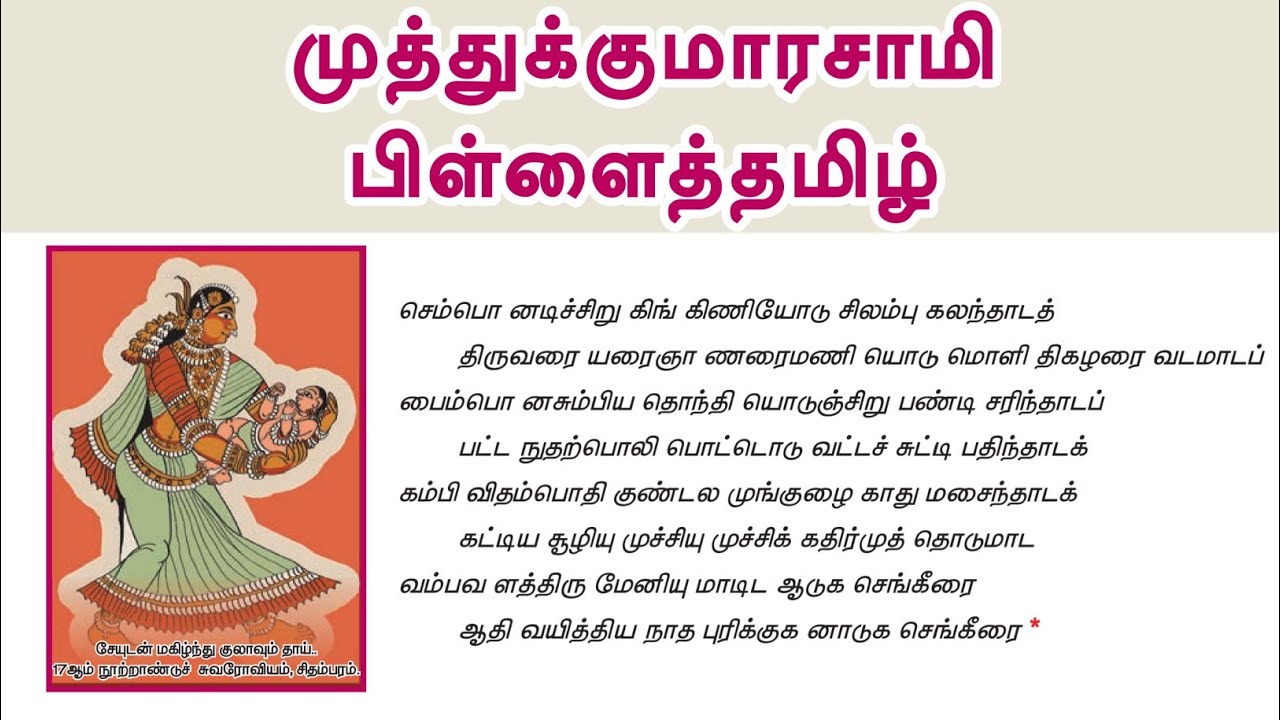 முத்துக்குமாரசாமி
பிள்ளைத்தமிழ்
செம்பொ னடிச்சிறு கிங் கிணியோடு சிலம்பு கலந்தாடத்
திருவரை யரைஞா ணரைமணி யொடு மொளி திகழரை வடமாடப்
பைம்பொ னசும்பிய தொந்தி யொடுஞ்சிறு பண்டி சரிந்தாடப்
பட்ட நுதற்பொலி பொட்டொடு வட்டச் சுட்டி பதிந்தாடக்
கம்பி விதம்பொதி குண்டல முங்குழை காது மசைந்தாடக்
கட்டிய சூழியு முச்சியு முச்சிக் கதிர்முத் தொடுமாட
வம்பவ ளத்திரு மேனியு மாடிட ஆடுக செங்கீரை
ஆதி வயித்திய நாத புரிக்குக னாடுக செங்கீரை *
சேயுடன் மகிழ்ந்து குலாவும் தாய்..
17ஆம் நூற்றாண்டுச் சுவரோவியம், சிதம்பரம்.